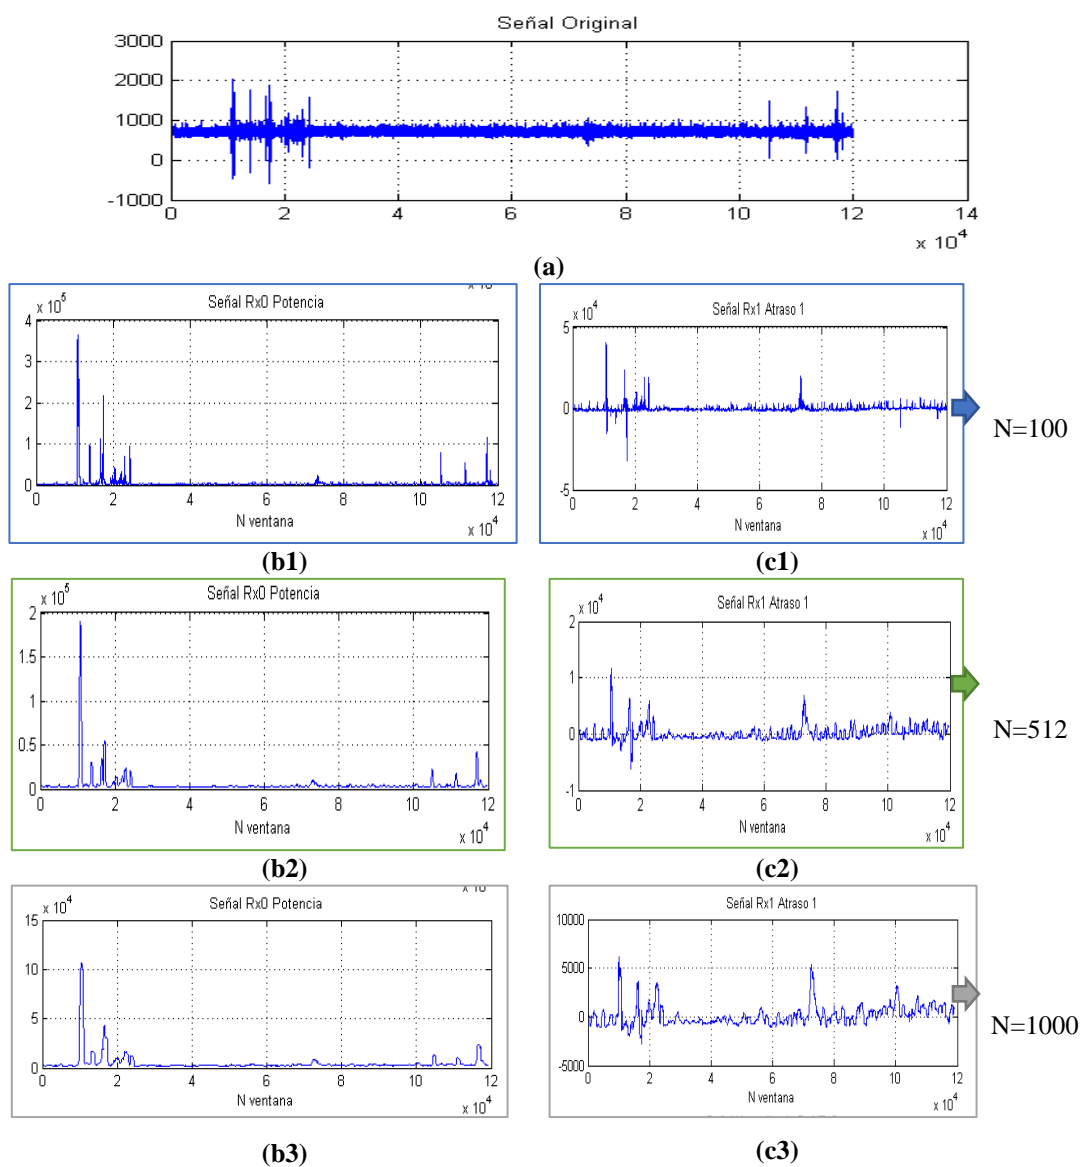 Señal Original
3000
2000
1000
0
-1000
0 2 4 6 8 10 12 14
x 10^4
(a)
Señal Rx0 Potencia
x 10^5
4
3
2
1
0
0 2 4 6 8 10 12
N ventana
x 10^4
(b1)
Señal Rx1 Atraso 1
x 10^4
5
0
-5
0 2 4 6 8 10 12
N ventana
x 10^4
(c1)
N=100
Señal Rx0 Potencia
x 10^5
2
1.5
1
0.5
0
0 2 4 6 8 10 12
N ventana
x 10^4
(b2)
Señal Rx1 Atraso 1
x 10^4
2
1
0
-1
0 2 4 6 8 10 12
N ventana
x 10^4
(c2)
N=512
Señal Rx0 Potencia
x 10^4
15
10
5
0
0 2 4 6 8 10 12
N ventana
x 10^4
(b3)
Señal Rx1 Atraso 1
10000
5000
0
-5000
0 2 4 6 8 10 12
N ventana
x 10^4
(c3)
N=1000